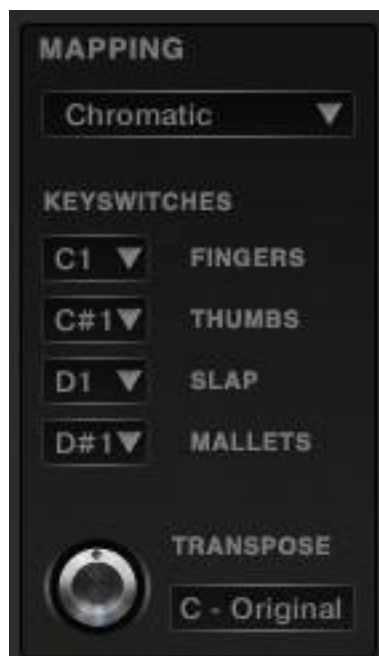 MAPPING
Chromatic
KEYSWITCHES
C1 FINGERS
C#1 THUMBS
D1 SLAP
D#1 MALLETS
TRANSPOSE
C - Original